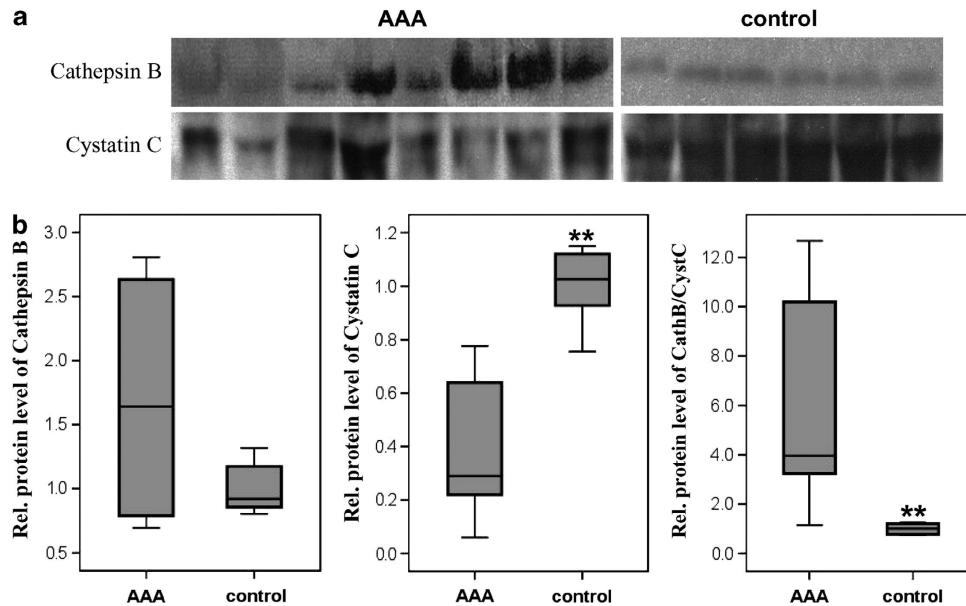 a
AAA control
Cathepsin B
Cystatin C
b
Rel. protein level of Cathepsin B
3.0
2.5
2.0
1.5
1.0
0.5
AAA control
Rel. protein level of Cystatin C
1.2
1.0
0.8
0.6
0.4
0.2
0.0
**
AAA control
Rel. protein level of CathB/CystC
12.0
10.0
8.0
6.0
4.0
2.0
0.0
**
AAA control